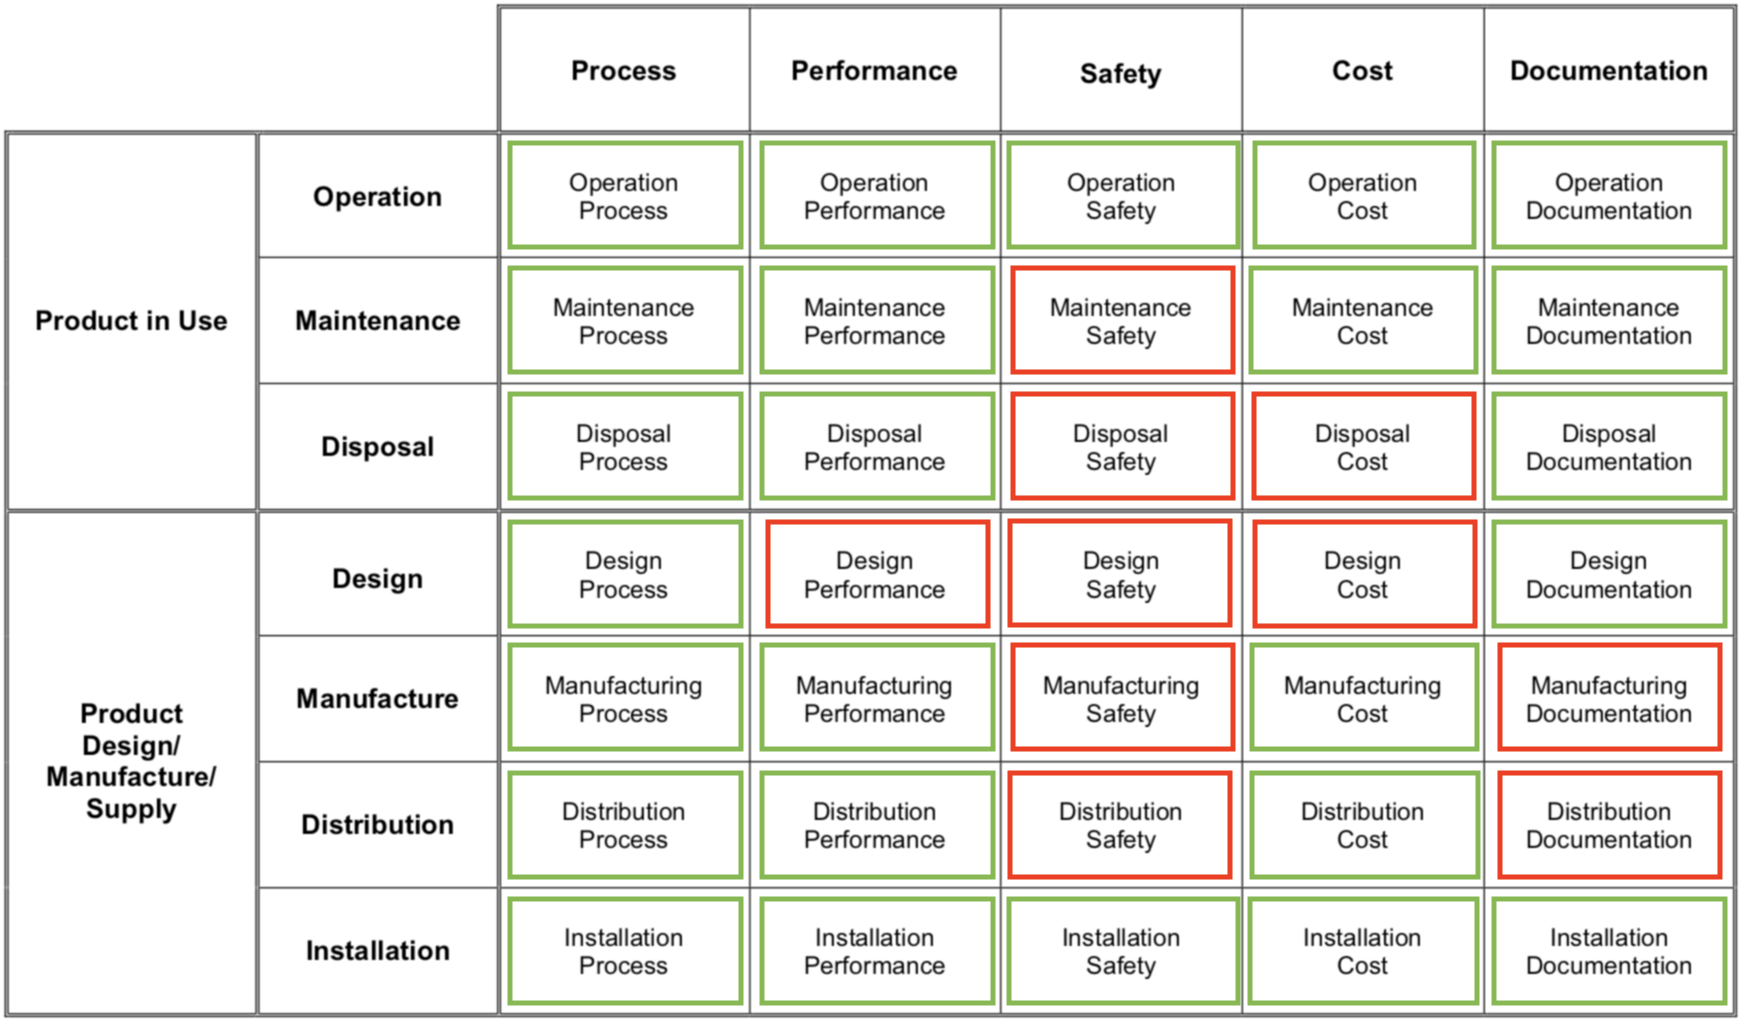 Process
Performance
Safety
Cost
Documentation
Product in Use
Operation
Operation
Process
Operation
Performance
Operation
Safety
Operation
Cost
Operation
Documentation
Maintenance
Maintenance
Process
Maintenance
Performance
Maintenance
Safety
Maintenance
Cost
Maintenance
Documentation
Disposal
Disposal
Process
Disposal
Performance
Disposal
Safety
Disposal
Cost
Disposal
Documentation
Product
Design/
Manufacture/
Supply
Design
Design
Process
Design
Performance
Design
Safety
Design
Cost
Design
Documentation
Manufacture
Manufacturing
Process
Manufacturing
Performance
Manufacturing
Safety
Manufacturing
Cost
Manufacturing
Documentation
Distribution
Distribution
Process
Distribution
Performance
Distribution
Safety
Distribution
Cost
Distribution
Documentation
Installation
Installation
Process
Installation
Performance
Installation
Safety
Installation
Cost
Installation
Documentation